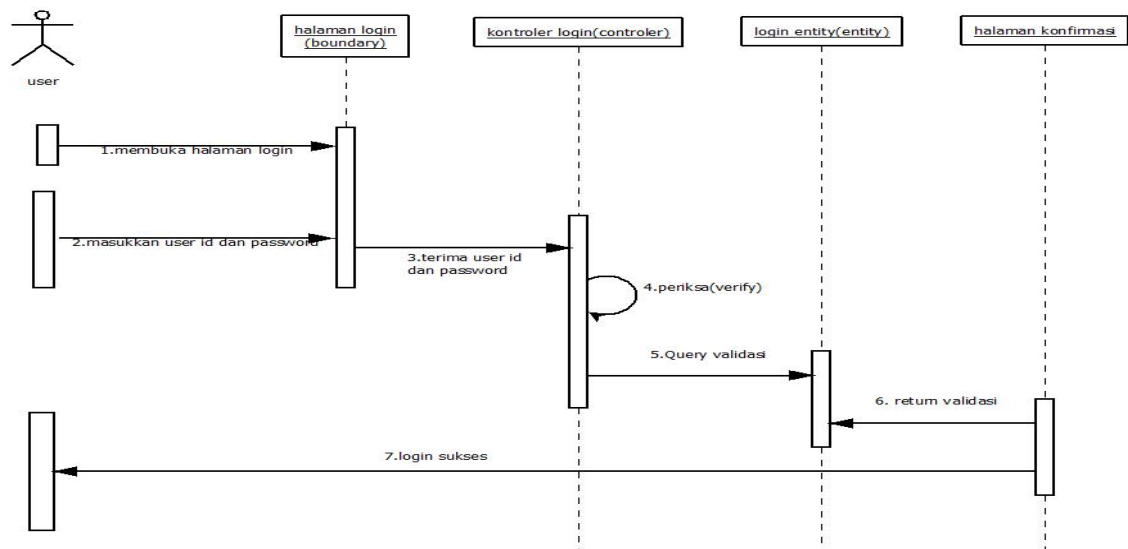 halaman login
(boundary)
kontroler login(controler)
login entity(entity)
halaman konfirmasi
user
1.membuka halaman login
2.masukkan user id dan password
3.terima user id
dan password
4.periksa(verify)
5.Query validasi
6. return validasi
7.login sukses